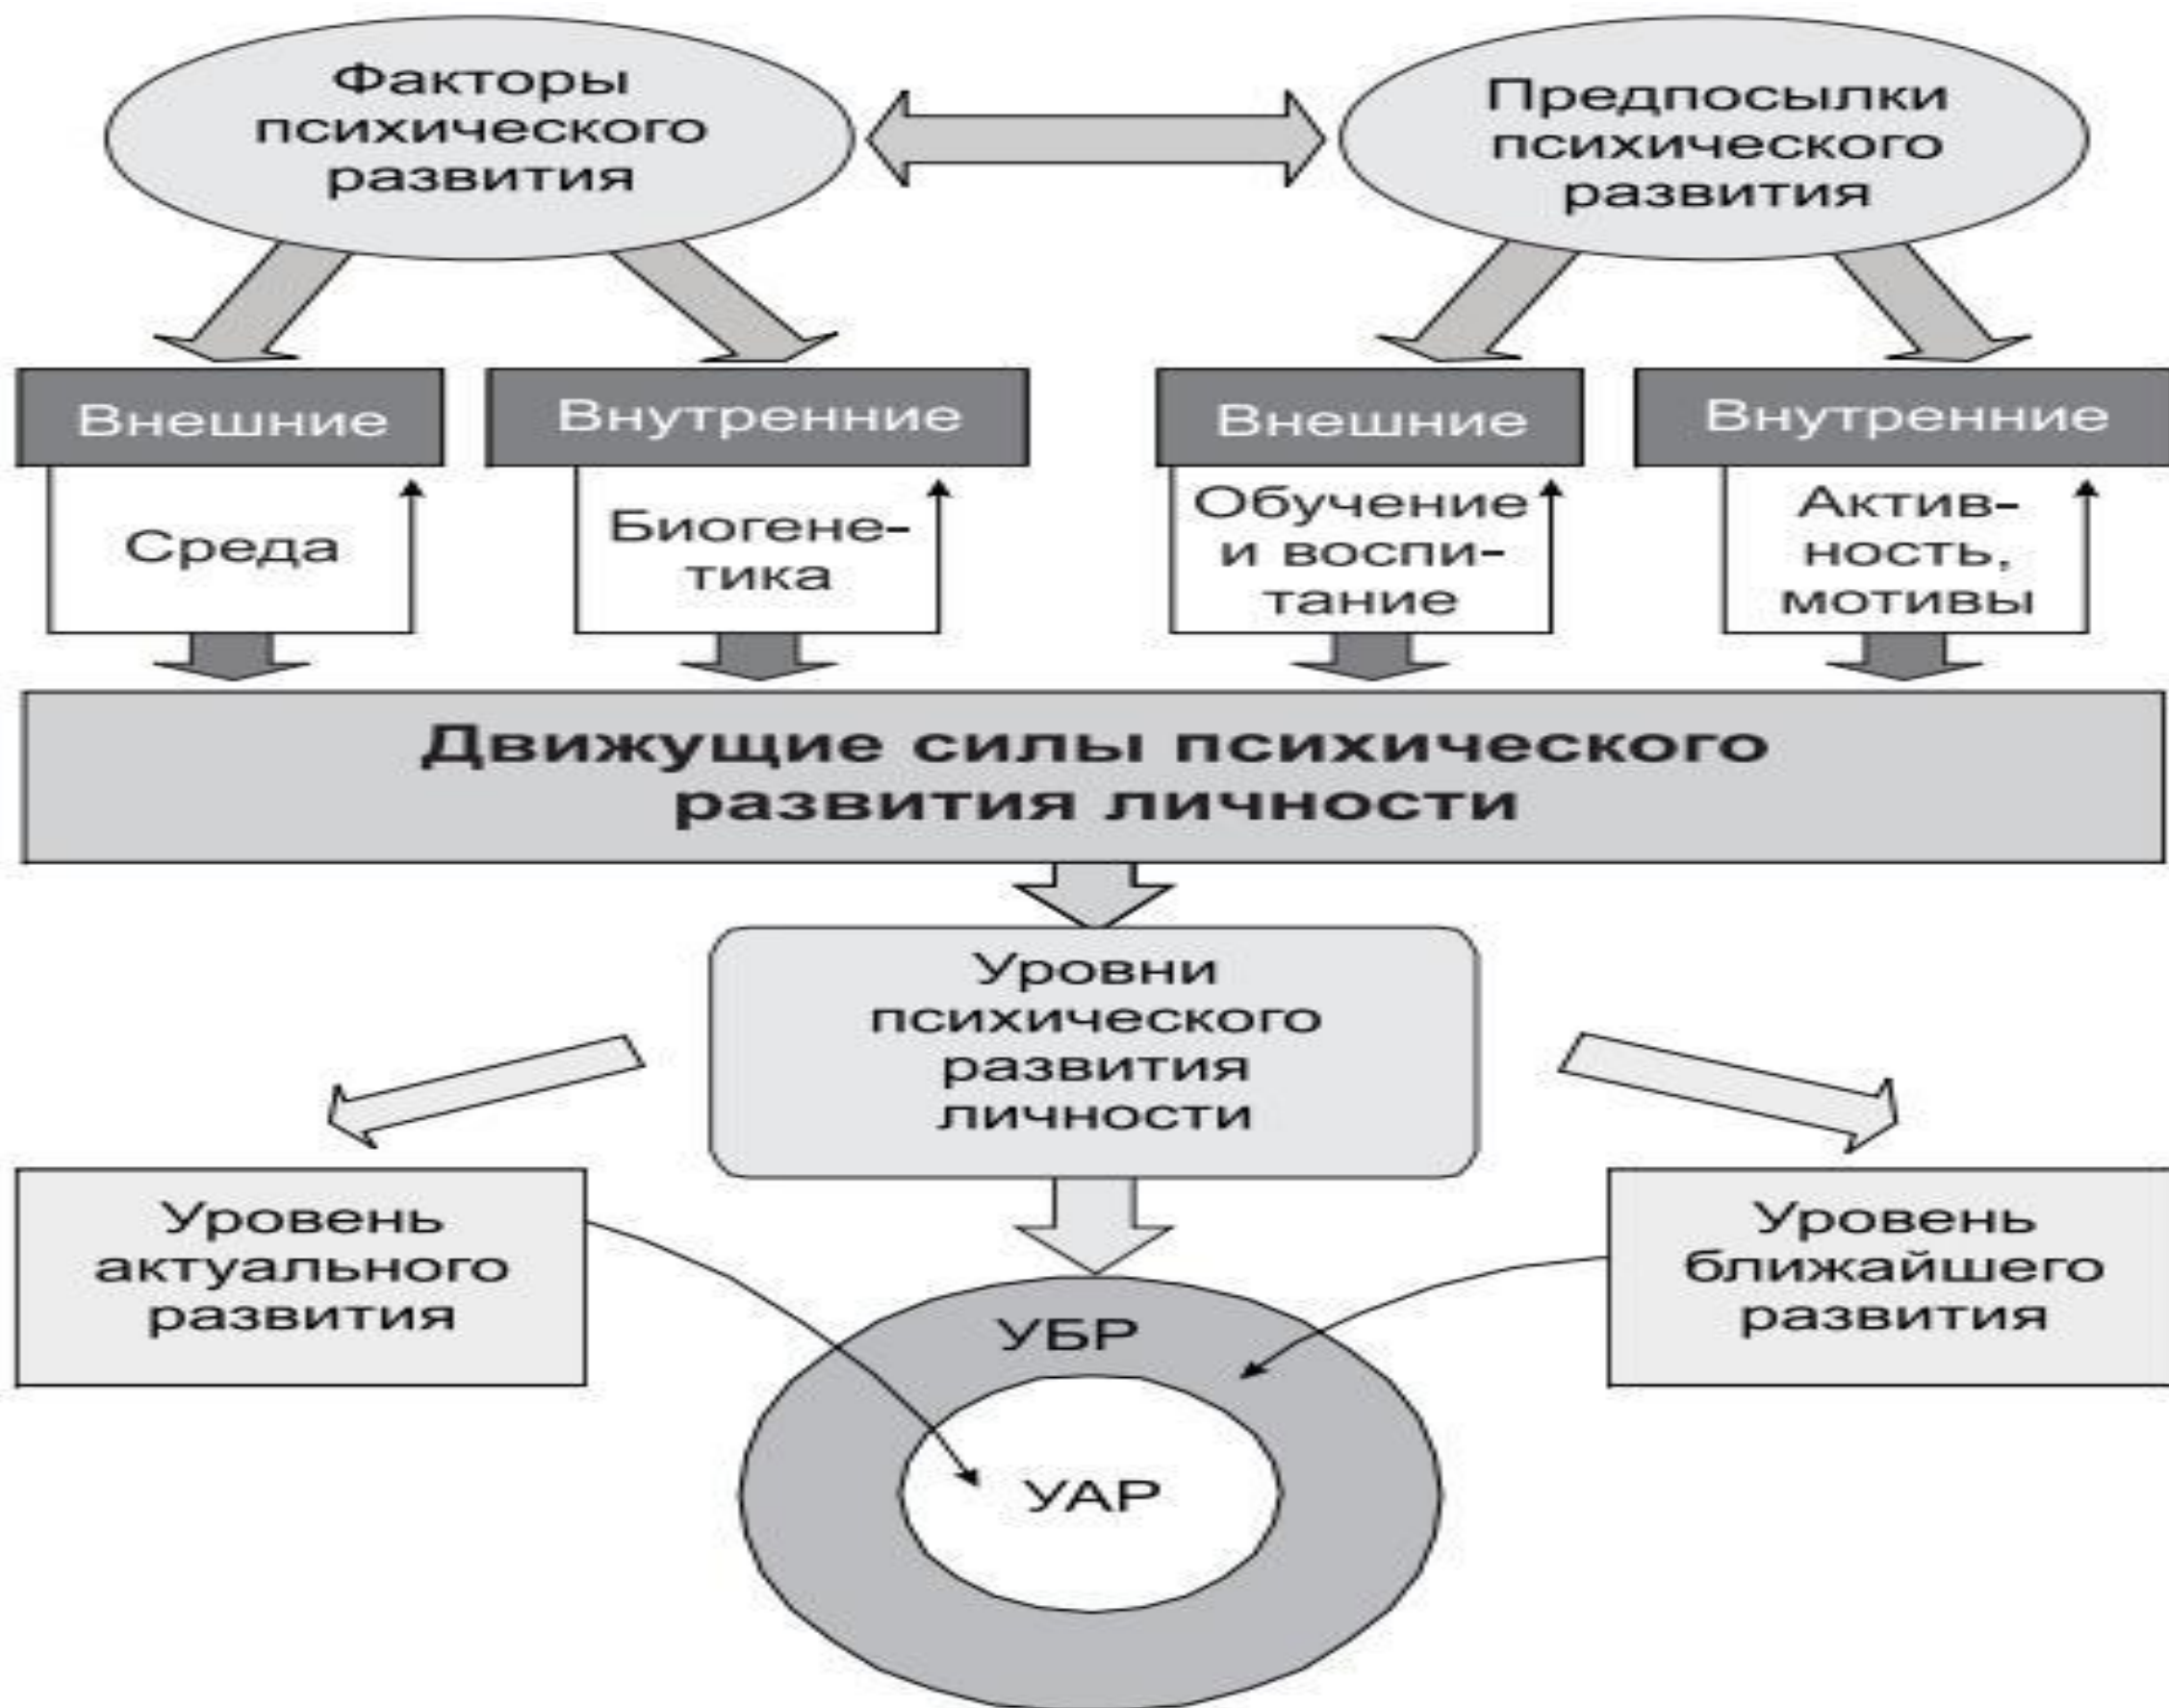 Факторы
психического
развития
Предпосылки
психического
развития
Внешние
Внутренние
Внешние
Внутренние
Среда
Биогене-
тика
Обучение
и воспи-
тание
Актив-
ность,
мотивы
Движущие силы психического
развития личности
Уровни
психического
развития
личности
Уровень
актуального
развития
Уровень
ближайшего
развития
УБР
УАР